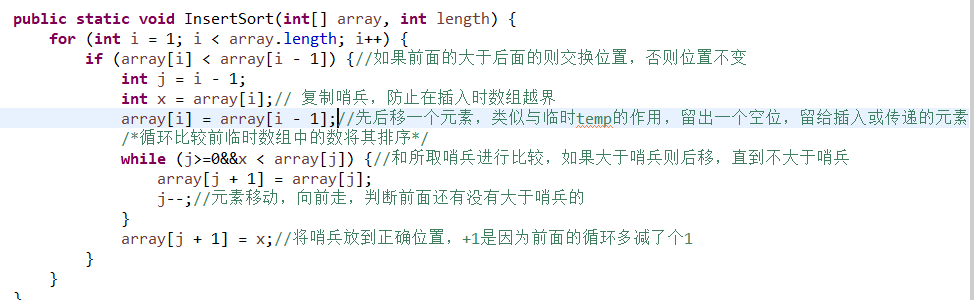 public static void InsertSort(int[] array, int length) {
for (int i = 1; i < array.length; i++) {
if (array[i] < array[i - 1]) {//如果前面的大于后面的则交换位置，否则位置不变
int j = i - 1;
int x = array[i];// 复制哨兵，防止在插入时数组越界
array[i] = array[i - 1];//先后移一个元素，类似与临时temp的作用，留出一个空位，留给插入或传递的元素
/*循环比较前临时数组中的数将其排序*/
while (j>=0&&x < array[j]) {//和所取哨兵进行比较，如果大于哨兵则后移，直到不大于哨兵
array[j + 1] = array[j];
j--;//元素移动，向前走，判断前面还有没有大于哨兵的
}
array[j + 1] = x;//将哨兵放到正确位置，+1是因为前面的循环多减了个1
}
}
}